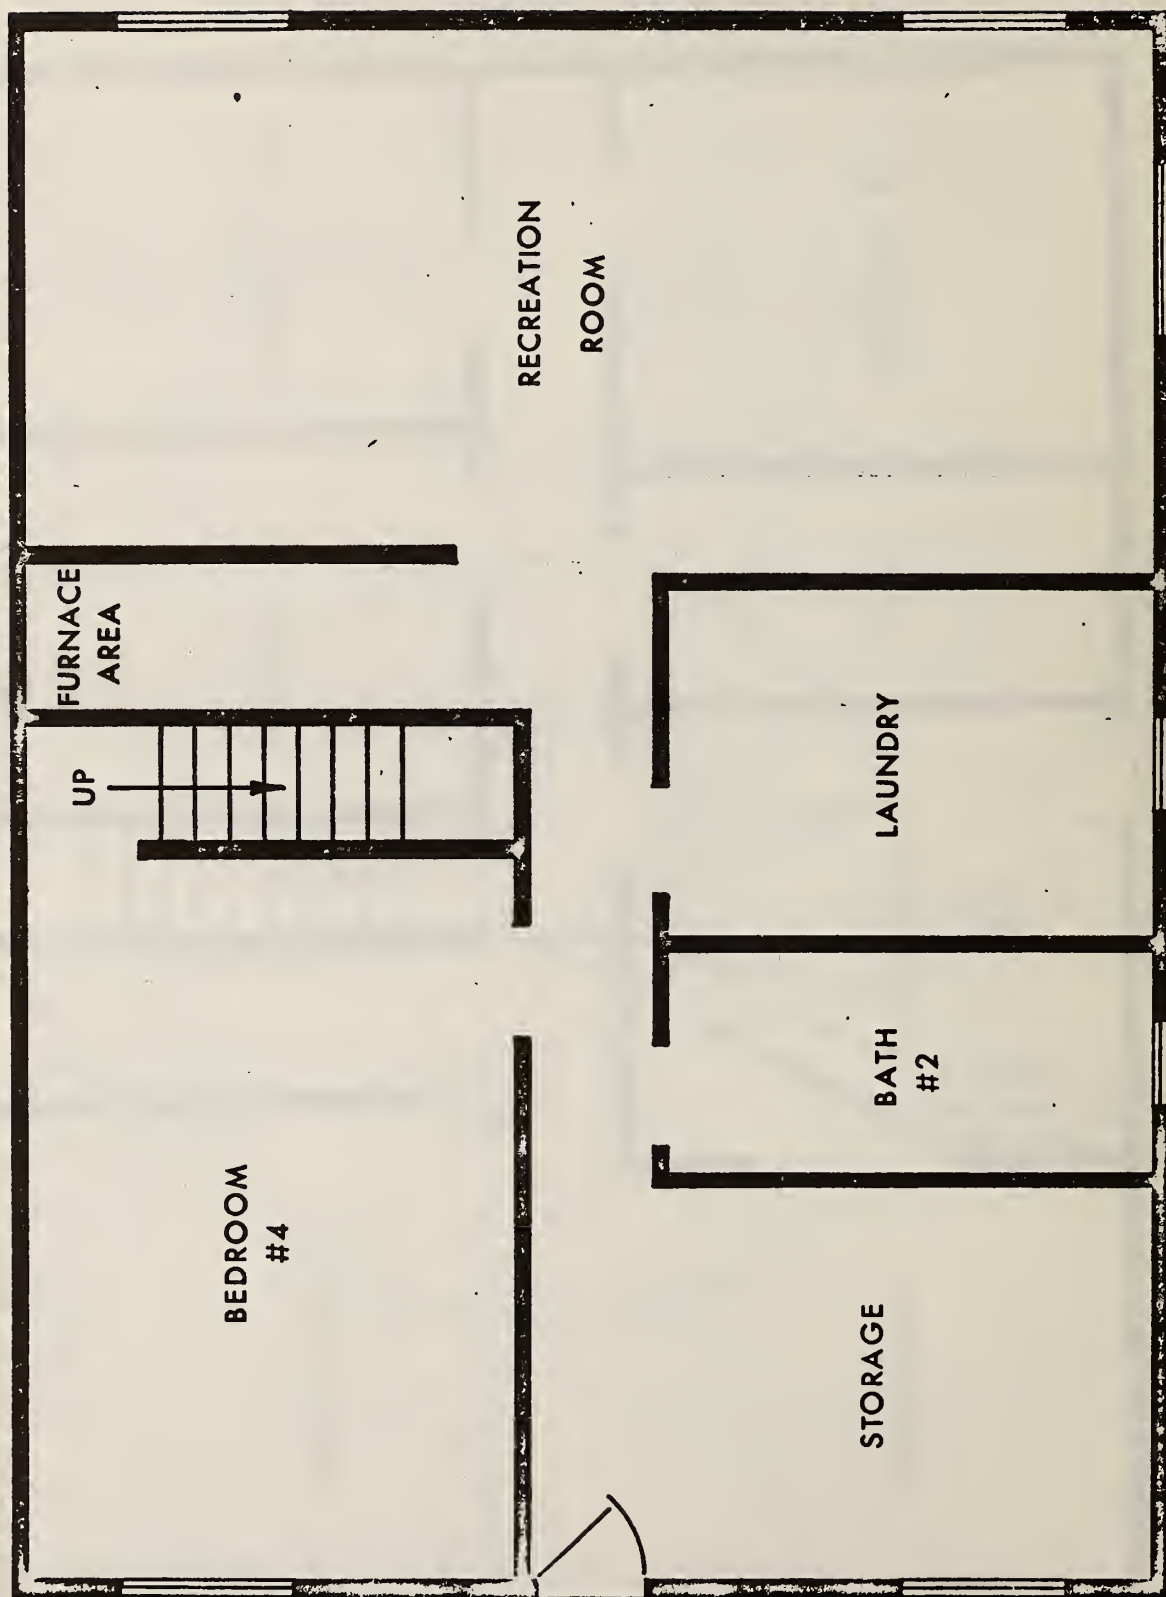 BEDROOM
#4
UP
FURNACE
AREA
RECREATION
ROOM
STORAGE
BATH
#2
LAUNDRY